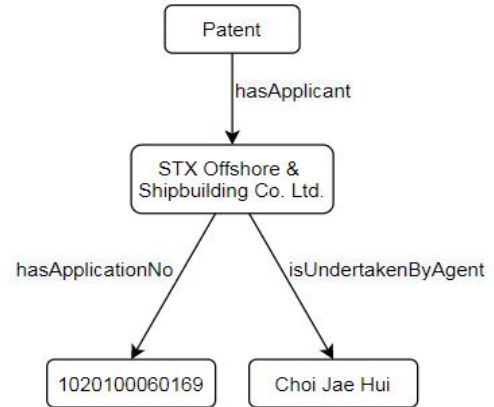 Patent
hasApplicant
STX Offshore &
Shipbuilding Co. Ltd.
hasApplicationNo
isUndertakenByAgent
1020100060169
Choi Jae Hui